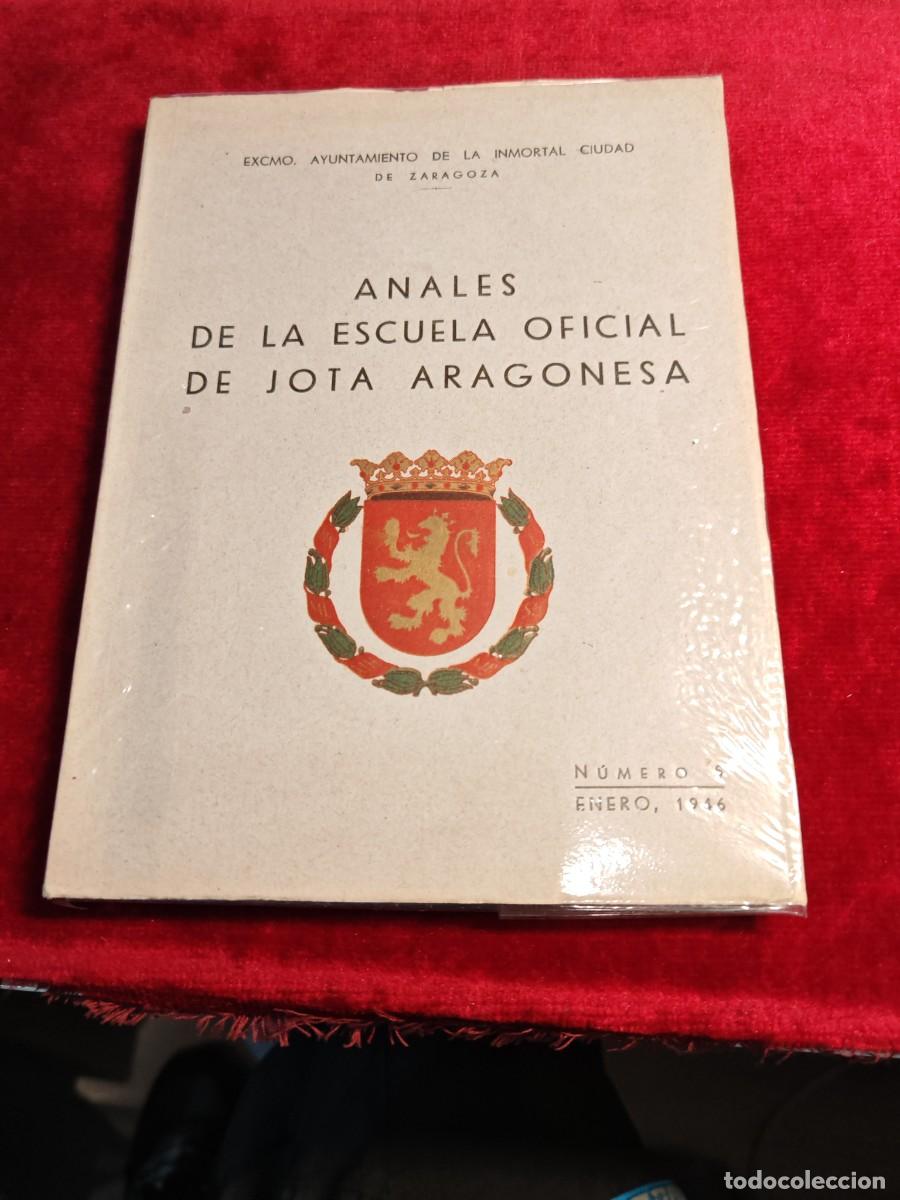 EXCMO. AYUNTAMIENTO DE LA INMORTAL CIUDAD
DE ZARAGOZA
ANALES
DE LA ESCUELA OFICIAL
DE JOTA ARAGONESA
NÚMERO
ENERO, 1946
todocoleccion